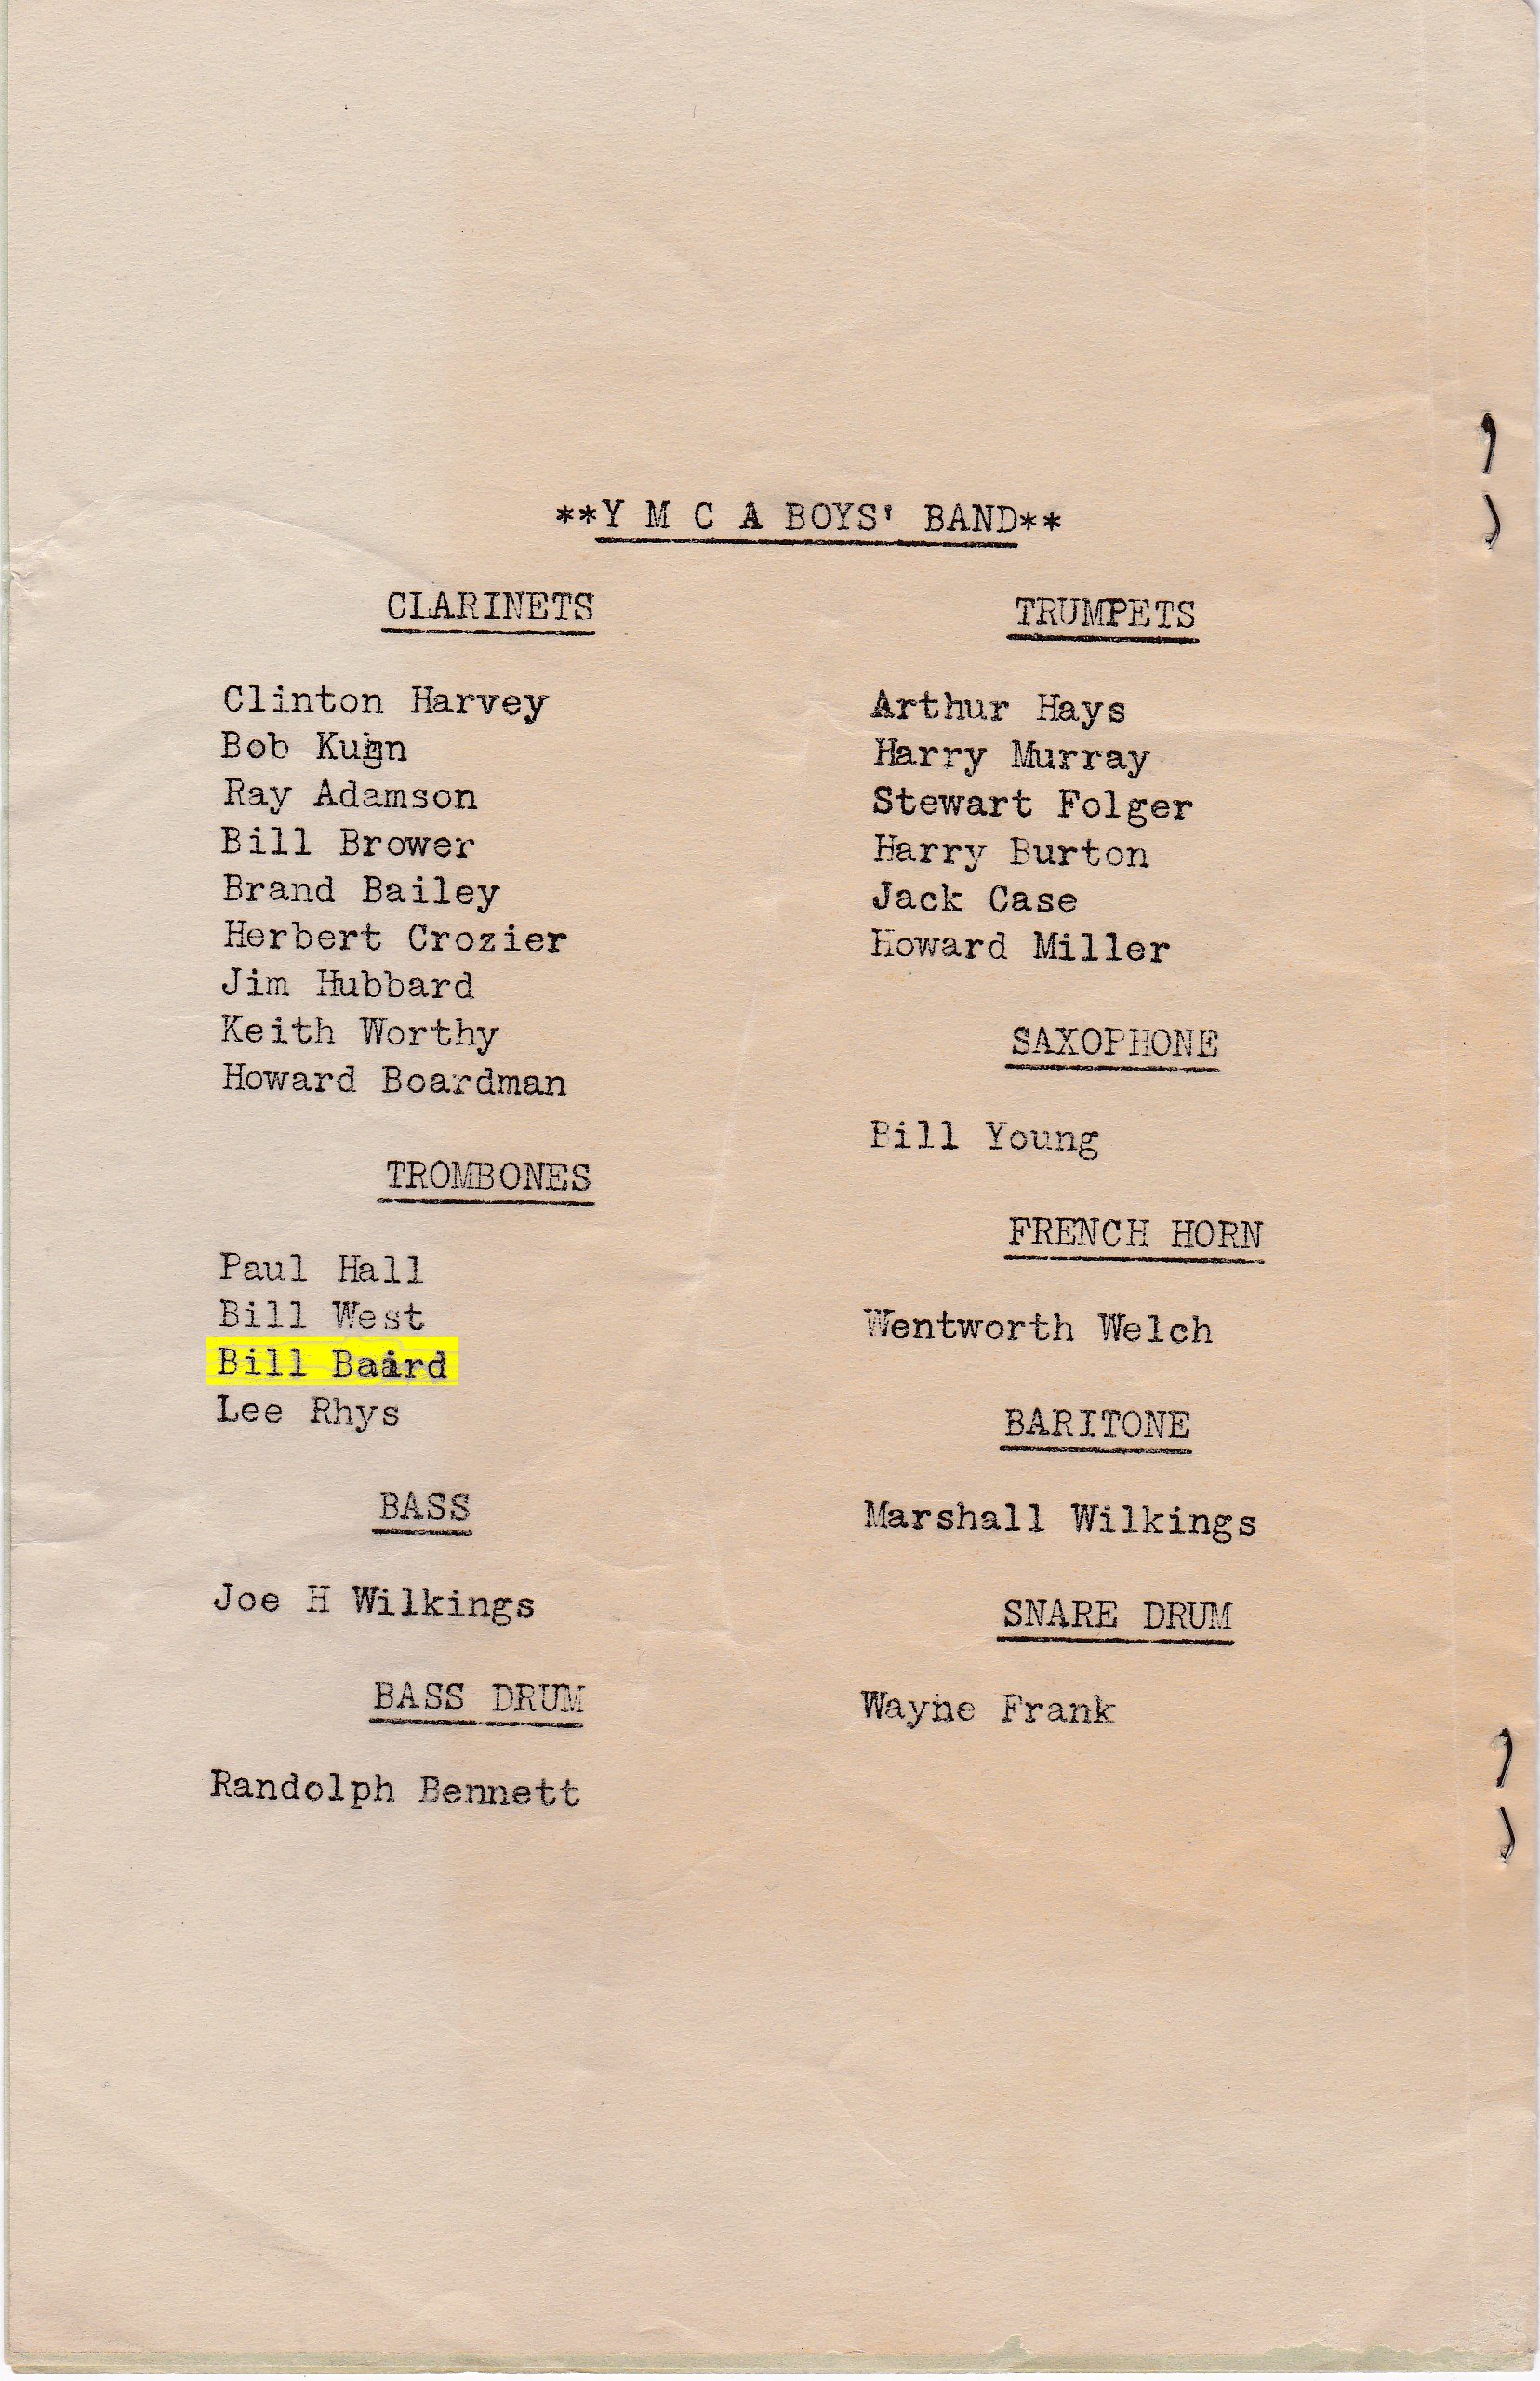 **Y M C A BOYS' BAND**
CLARINETS
Clinton Harvey
Bob Kuhn
Ray Adamson
Bill Brower
Brand Bailey
Herbert Crozier
Jim Hubbard
Keith Worthy
Howard Boardman
TROMBONES
Paul Hall
Bill West
Bill Baird
Lee Rhys
BASS
Joe H Wilkings
BASS DRUM
Randolph Bennett
TRUMPETS
Arthur Hays
Harry Murray
Stewart Folger
Harry Burton
Jack Case
Howard Miller
SAXOPHONE
Bill Young
FRENCH HORN
Wentworth Welch
BARITONE
Marshall Wilkings
SNARE DRUM
Wayne Frank